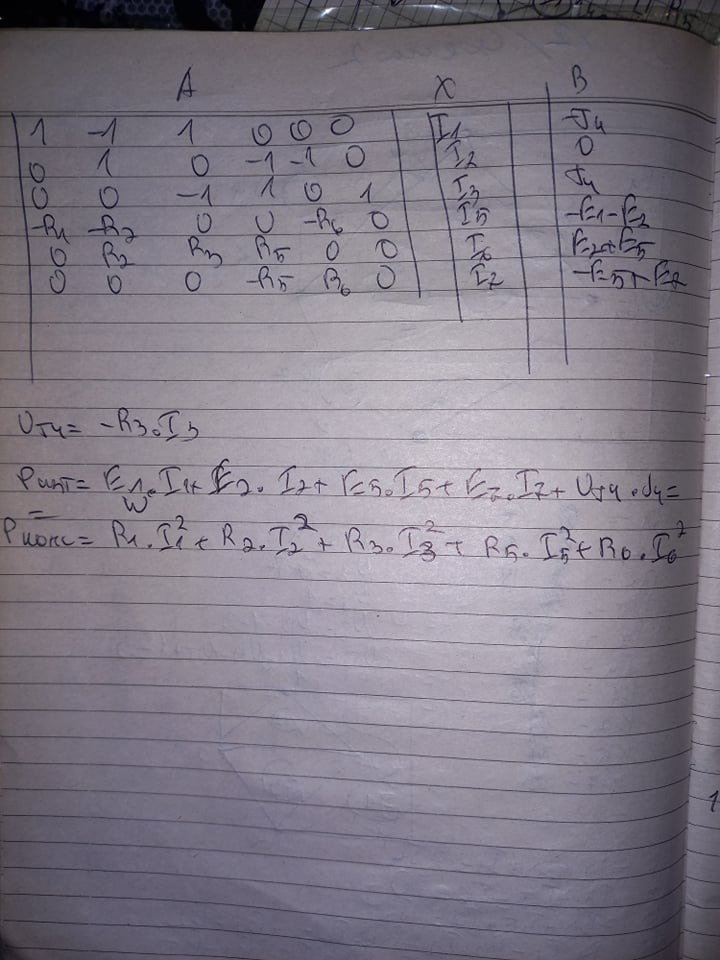 A X B
1 -1 1 0 0 0 I1 -J4
0 1 0 -1 -1 0 I2 0
0 0 -1 1 0 1 I3 J4
-R1 -R2 0 0 -R6 0 I5 -E1-E2
0 R2 R3 R5 0 0 I6 E2+E5
0 0 0 -R5 R6 0 I7 -E5+E7
UJ4= -R3.I3
E1.I1+E2.I2+E5.I5+E7.I7+UJ4.J4=
W
=
Pконс= R1.I1²+R2.I2²+R3.I3²+R5.I5²+R6.I6²